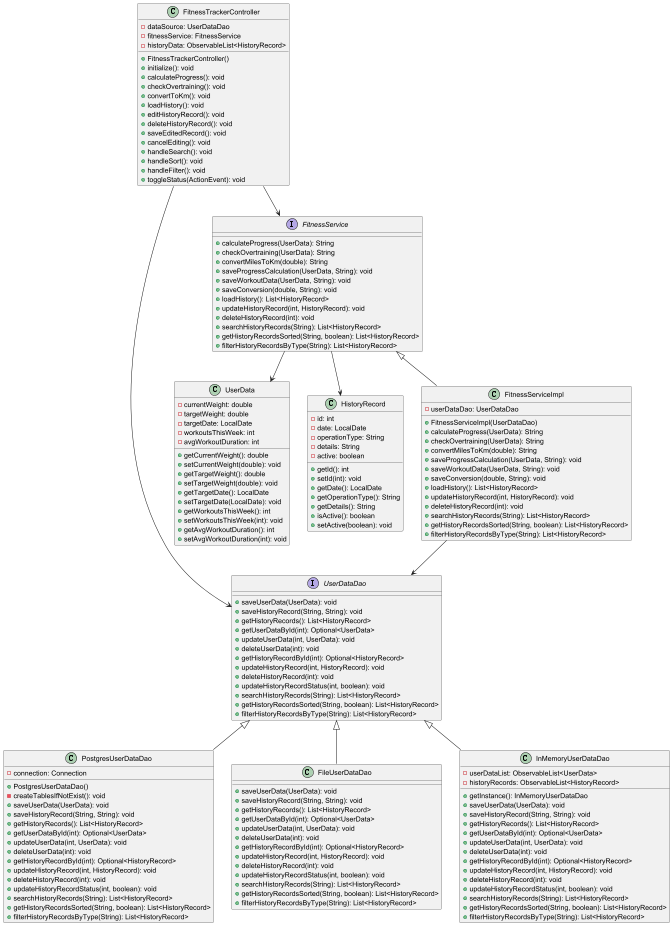 C FitnessTrackerController
dataSource: UserDataDao
fitnessService: FitnessService
historyData: ObservableList<HistoryRecord>
FitnessTrackerController()
initialize(): void
calculateProgress(): void
checkOvertraining(): void
convertToKm(): void
loadHistory(): void
editHistoryRecord(): void
deleteHistoryRecord(): void
saveEditedRecord(): void
cancelEditing(): void
handleSearch(): void
handleSort(): void
handleFilter(): void
toggleStatus(ActionEvent): void
I FitnessService
calculateProgress(UserData): String
checkOvertraining(UserData): String
convertMilesToKm(double): String
saveProgressCalculation(UserData, String): void
saveWorkoutData(UserData, String): void
saveConversion(double, String): void
loadHistory(): List<HistoryRecord>
updateHistoryRecord(int, HistoryRecord): void
deleteHistoryRecord(int): void
searchHistoryRecords(String): List<HistoryRecord>
getHistoryRecordsSorted(String, boolean): List<HistoryRecord>
filterHistoryRecordsByType(String): List<HistoryRecord>
C UserData
currentWeight: double
targetWeight: double
targetDate: LocalDate
workoutsThisWeek: int
avgWorkoutDuration: int
getCurrentWeight(): double
setCurrentWeight(double): void
getTargetWeight(): double
setTargetWeight(double): void
getTargetDate(): LocalDate
setTargetDate(LocalDate): void
getWorkoutsThisWeek(): int
setWorkoutsThisWeek(int): void
getAvgWorkoutDuration(): int
setAvgWorkoutDuration(int): void
C HistoryRecord
id: int
date: LocalDate
operationType: String
details: String
active: boolean
getId(): int
setId(int): void
getDate(): LocalDate
getOperationType(): String
getDetails(): String
isActive(): boolean
setActive(boolean): void
C FitnessServiceImpl
userDataDao: UserDataDao
FitnessServiceImpl(UserDataDao)
calculateProgress(UserData): String
checkOvertraining(UserData): String
convertMilesToKm(double): String
saveProgressCalculation(UserData, String): void
saveWorkoutData(UserData, String): void
saveConversion(double, String): void
loadHistory(): List<HistoryRecord>
updateHistoryRecord(int, HistoryRecord): void
deleteHistoryRecord(int): void
searchHistoryRecords(String): List<HistoryRecord>
getHistoryRecordsSorted(String, boolean): List<HistoryRecord>
filterHistoryRecordsByType(String): List<HistoryRecord>
I UserDataDao
saveUserData(UserData): void
saveHistoryRecord(String, String): void
getHistoryRecords(): List<HistoryRecord>
getUserDataById(int): Optional<UserData>
updateUserData(int, UserData): void
deleteUserData(int): void
getHistoryRecordById(int): Optional<HistoryRecord>
updateHistoryRecord(int, HistoryRecord): void
deleteHistoryRecord(int): void
updateHistoryRecordStatus(int, boolean): void
searchHistoryRecords(String): List<HistoryRecord>
getHistoryRecordsSorted(String, boolean): List<HistoryRecord>
filterHistoryRecordsByType(String): List<HistoryRecord>
C PostgresUserDataDao
connection: Connection
PostgresUserDataDao()
createTablesIfNotExist(): void
saveUserData(UserData): void
saveHistoryRecord(String, String): void
getHistoryRecords(): List<HistoryRecord>
getUserDataById(int): Optional<UserData>
updateUserData(int, UserData): void
deleteUserData(int): void
getHistoryRecordById(int): Optional<HistoryRecord>
updateHistoryRecord(int, HistoryRecord): void
deleteHistoryRecord(int): void
updateHistoryRecordStatus(int, boolean): void
searchHistoryRecords(String): List<HistoryRecord>
getHistoryRecordsSorted(String, boolean): List<HistoryRecord>
filterHistoryRecordsByType(String): List<HistoryRecord>
C FileUserDataDao
saveUserData(UserData): void
saveHistoryRecord(String, String): void
getHistoryRecords(): List<HistoryRecord>
getUserDataById(int): Optional<UserData>
updateUserData(int, UserData): void
deleteUserData(int): void
getHistoryRecordById(int): Optional<HistoryRecord>
updateHistoryRecord(int, HistoryRecord): void
deleteHistoryRecord(int): void
updateHistoryRecordStatus(int, boolean): void
searchHistoryRecords(String): List<HistoryRecord>
getHistoryRecordsSorted(String, boolean): List<HistoryRecord>
filterHistoryRecordsByType(String): List<HistoryRecord>
C InMemoryUserDataDao
userDataList: ObservableList<UserData>
historyRecords: ObservableList<HistoryRecord>
getInstance(): InMemoryUserDataDao
saveUserData(UserData): void
saveHistoryRecord(String, String): void
getHistoryRecords(): List<HistoryRecord>
getUserDataById(int): Optional<UserData>
updateUserData(int, UserData): void
deleteUserData(int): void
getHistoryRecordById(int): Optional<HistoryRecord>
updateHistoryRecord(int, HistoryRecord): void
deleteHistoryRecord(int): void
updateHistoryRecordStatus(int, boolean): void
searchHistoryRecords(String): List<HistoryRecord>
getHistoryRecordsSorted(String, boolean): List<HistoryRecord>
filterHistoryRecordsByType(String): List<HistoryRecord>